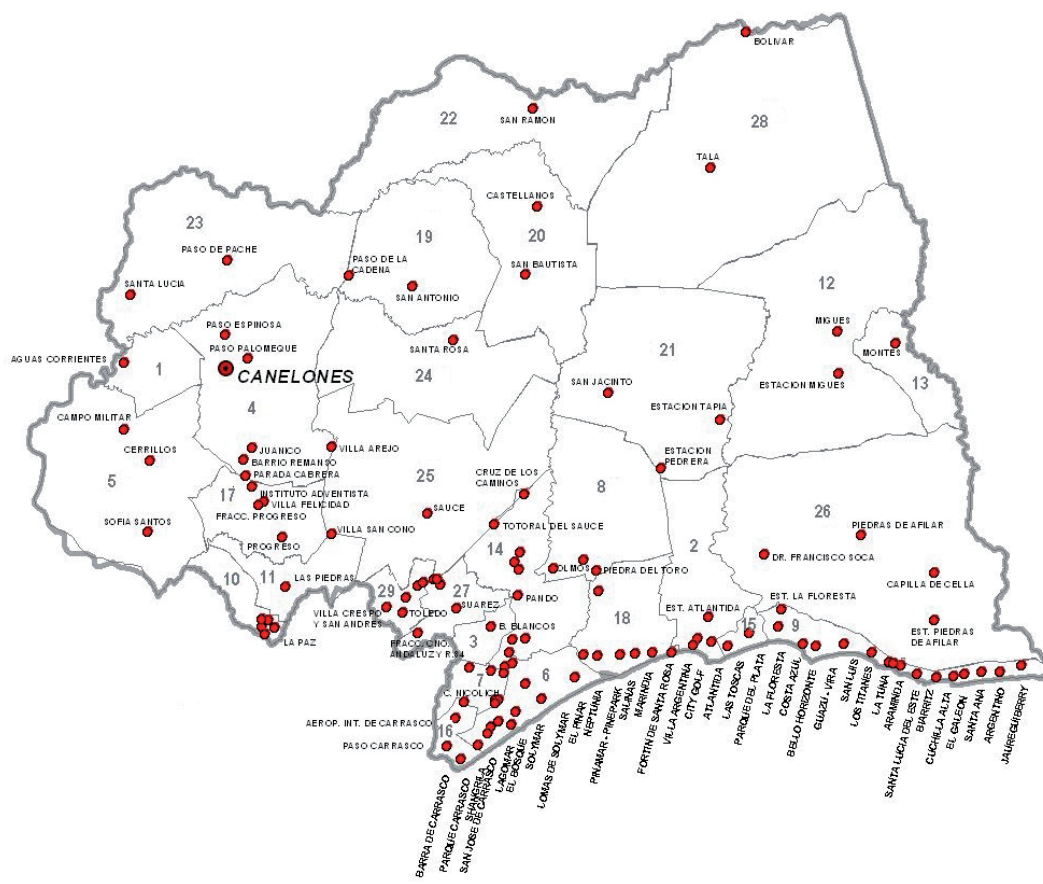 BOLIVAR
22
SAN RAMON
28
TALA
CASTELLANOS
23
19
20
PASO DE PACHE
PASO DE LA
CADENA
SAN BAUTISTA
12
SANTA LUCIA
SAN ANTONIO
PASO ESPINOSA
MIGUES
SANTA ROSA
21
MONTES
AGUAS CORRIENTES
1
PASO PALOMEQUE
CANELONES
24
SAN JACINTO
ESTACION MIGUES
13
4
CAMPO MILITAR
ESTACION TAPIA
CERRILLOS
JUANICO
VILLA AREJO
BARRIO REMANSO
ESTACION
PEDRERA
PARADA CABRERA
25
CRUZ DE LOS
CAMINOS
5
17
INSTITUTO ADVENTISTA
VILLA FELICIDAD
FRACC. PROGRESO
SAUCE
8
26
SOFIA SANTOS
VILLA SAN CONO
TOTORAL DEL SAUCE
PIEDRAS DE AFILAR
PROGRESO
14
2
DR. FRANCISCO SOCA
10
11
OLMOS
PIEDRA DEL TORO
LAS PIEDRAS
29
27
PANDO
CAPILLA DE CELLA
VILLA CRESPO
Y SAN ANDRES
TOLEDO
SUAREZ
EST. LA FLORESTA
EST. ATLANTIDA
18
15
9
EST. PIEDRAS
DE AFILAR
LA PAZ
FRACC. CNO.
ANDALUZ Y R.84
3
B. BLANCOS
7
6
C. NICOLICH
AEROP. INT. DE CARRASCO
16
PASO CARRASCO
BARRA DE CARRASCO
PARQUE CARRASCO
SHANGRILA
SAN JOSE DE CARRASCO
LAGOMAR
EL BOSQUE
SOLYMAR
LOMAS DE SOLYMAR
EL PINAR
NEPTUNIA
PINAMAR - PINEPARK
SALINAS
MARINDIA
FORTIN DE SANTA ROSA
VILLA ARGENTINA
CITY GOLF
ATLANTIDA
LAS TOSCAS
PARQUE DEL PLATA
LA FLORESTA
COSTA AZUL
BELLO HORIZONTE
GUAZU - VIRA
SAN LUIS
LOS TITANES
LA TUNA
ARAMINDA
SANTA LUCIA DEL ESTE
BIARRITZ
CUCHILA ALTA
EL GALEON
SANTA ANA
ARGENTINO
JAUREGUIBERRY